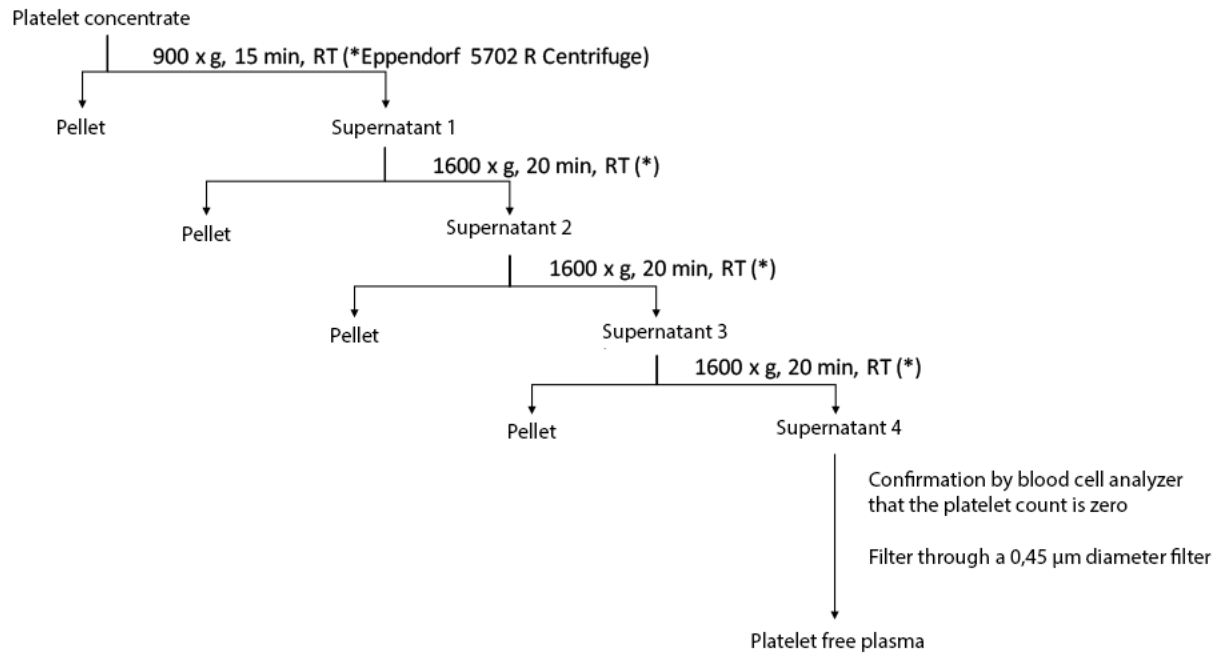 Platelet concentrate
900 x g, 15 min, RT (*Eppendorf 5702 R Centrifuge)
Pellet
Supernatant 1
1600 x g, 20 min, RT (*)
Pellet
Supernatant 2
1600 x g, 20 min, RT (*)
Pellet
Supernatant 3
1600 x g, 20 min, RT (*)
Pellet
Supernatant 4
Confirmation by blood cell analyzer
that the platelet count is zero
Filter through a 0,45 µm diameter filter
Platelet free plasma